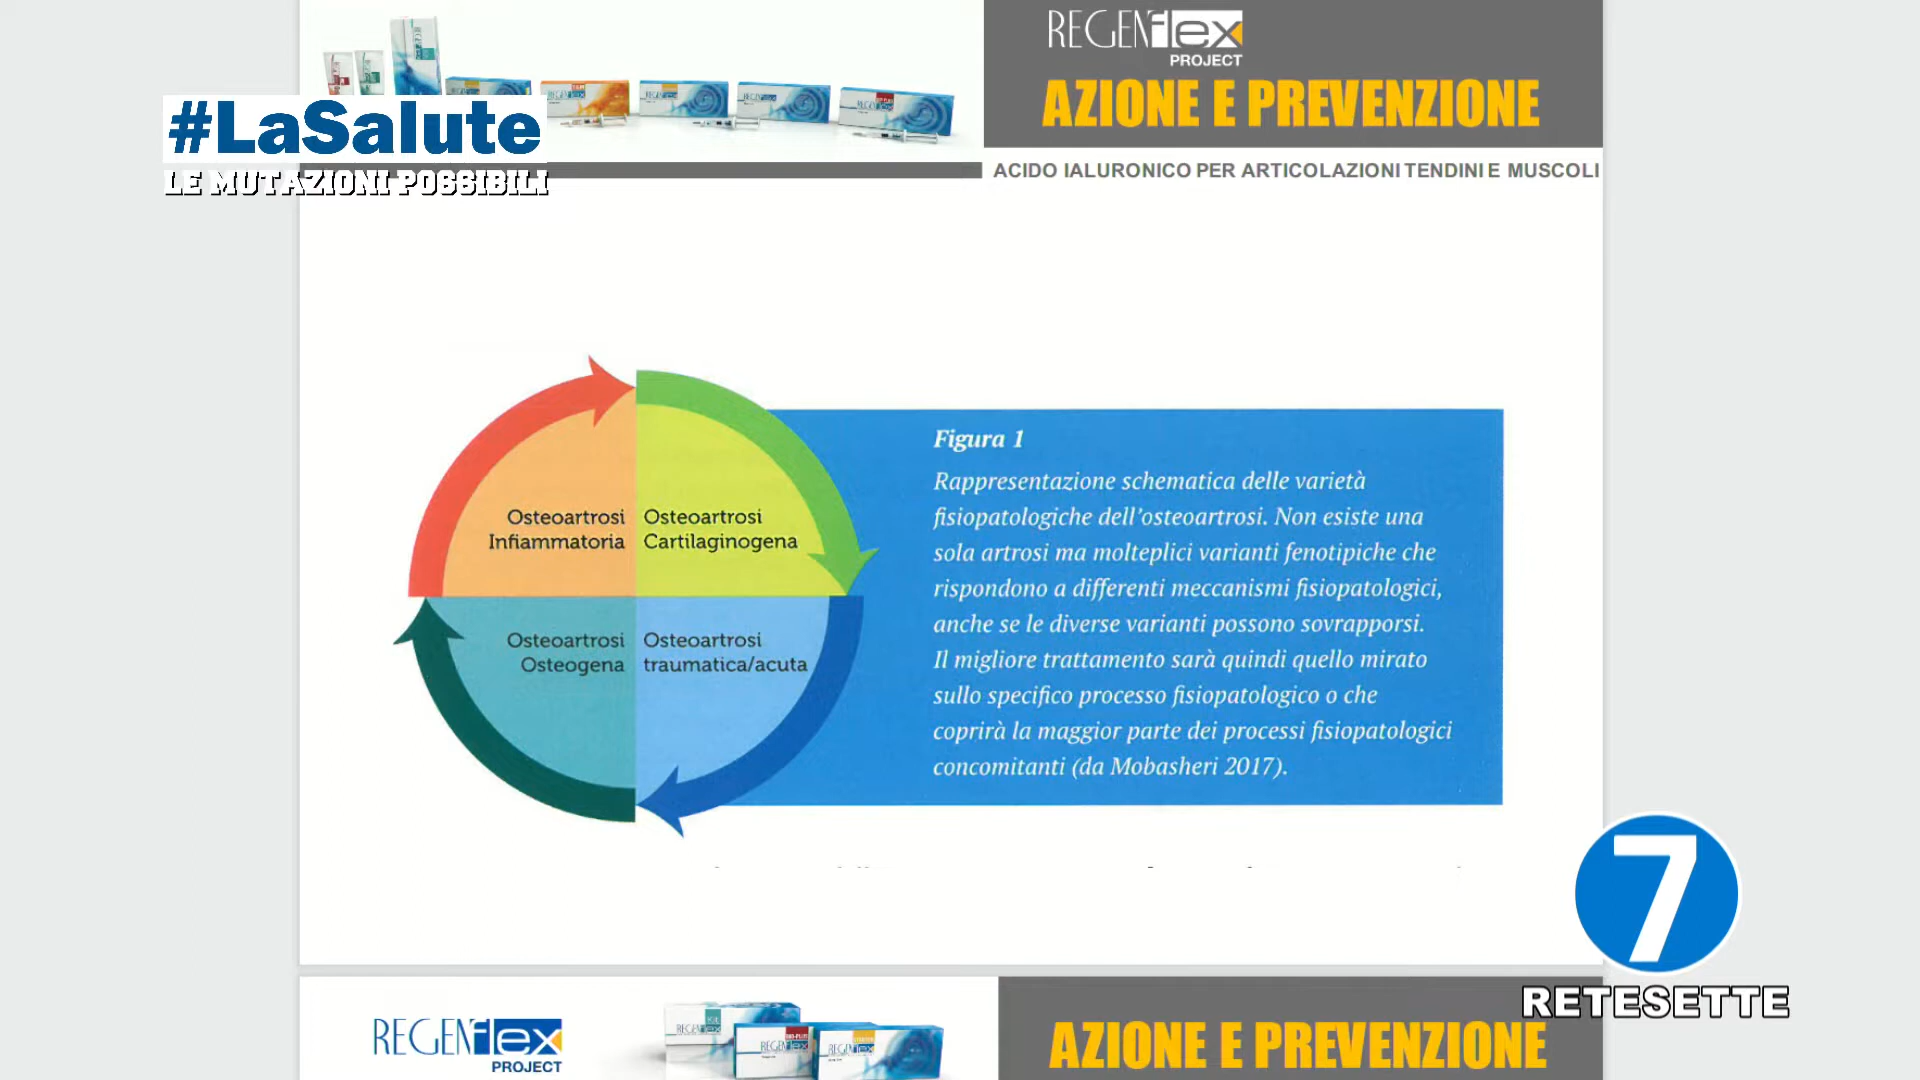 REGENflex
PROJECT
AZIONE E PREVENZIONE
#LaSalute
LE MUTAZIONI POSSIBILI
ACIDO IALURONICO PER ARTICOLAZIONI TENDINI E MUSCOLI
Osteoartrosi
Infiammatoria
Osteoartrosi
Cartilaginogena
Osteoartrosi
Osteogena
Osteoartrosi
traumatica/acuta
Figura 1
Rappresentazione schematica delle varietà
fisiopatologiche dell'osteoartrosi. Non esiste una
sola artrosi ma molteplici varianti fenotipiche che
rispondono a differenti meccanismi fisiopatologici,
anche se le diverse varianti possono sovrapporsi.
Il migliore trattamento sarà quindi quello mirato
sullo specifico processo fisiopatologico o che
coprirà la maggior parte dei processi fisiopatologici
concomitanti (da Mobasheri 2017).
7
RETESETTE
REGENflex
PROJECT
REGENflex
REGENflex
REGENflex
AZIONE E PREVENZIONE